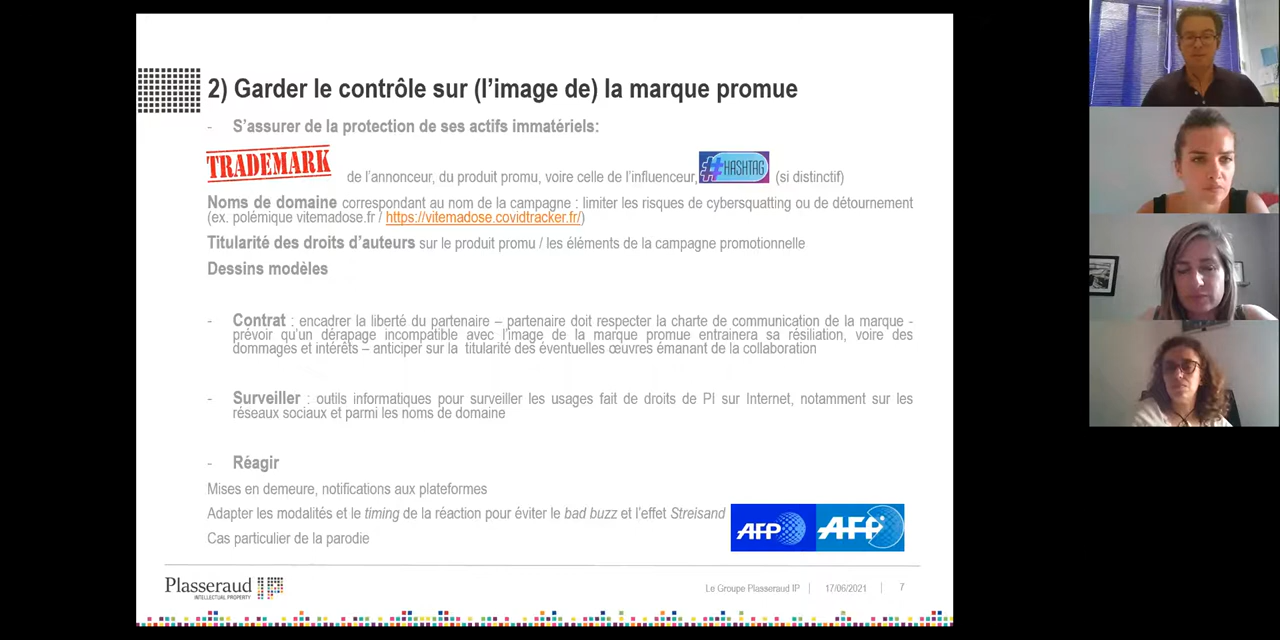 2) Garder le contrôle sur (l’image de) la marque promue
- S’assurer de la protection de ses actifs immatériels:
TRADEMARK de l’annonceur, du produit promu, voire celle de l’influenceur, #HASHTAG (si distinctif)
Noms de domaine correspondant au nom de la campagne : limiter les risques de cybersquatting ou de détournement
(ex. polémique vitemadose.fr / https://vitemadose.covidtracker.fr/)
Titularité des droits d’auteurs sur le produit promu / les éléments de la campagne promotionnelle
Dessins modèles
- Contrat : encadrer la liberté du partenaire – partenaire doit respecter la charte de communication de la marque -
prévoir qu’un dérapage incompatible avec l’image de la marque promue entrainera sa résiliation, voire des
dommages et intérêts – anticiper sur la titularité des éventuelles œuvres émanant de la collaboration
- Surveiller : outils informatiques pour surveiller les usages fait de droits de PI sur Internet, notamment sur les
réseaux sociaux et parmi les noms de domaine
- Réagir
Mises en demeure, notifications aux plateformes
Adapter les modalités et le timing de la réaction pour éviter le bad buzz et l’effet Streisand
AFP AFP
Cas particulier de la parodie
Plasseraud IP
INTELLECTUAL PROPERTY
Le Groupe Plasseraud IP | 17/06/2021 | 7